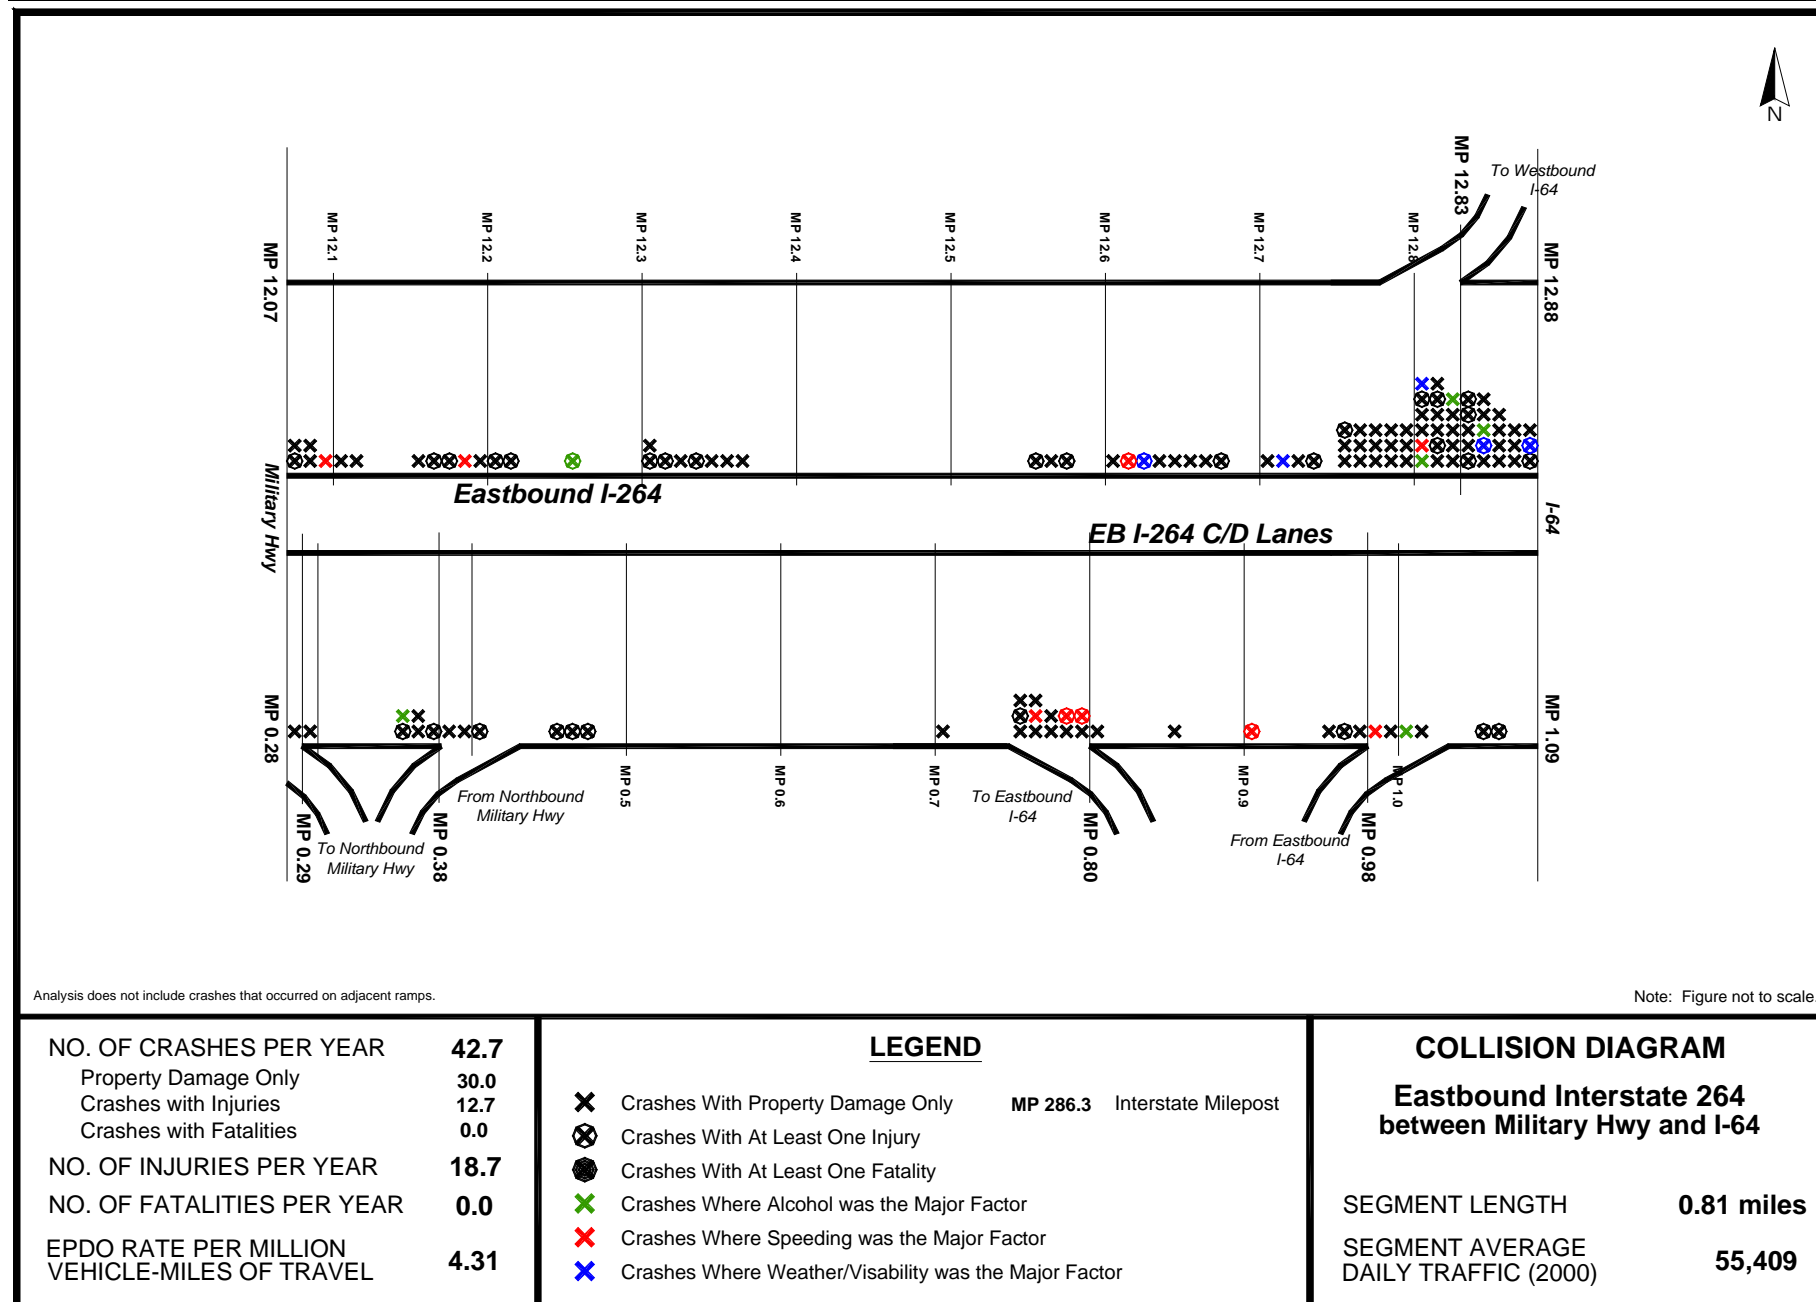 N
MP 12.83
To Westbound
I-64
MP 12.07
MP 12.1
MP 12.2
MP 12.3
MP 12.4
MP 12.5
MP 12.6
MP 12.7
MP 12.8
MP 12.88
Eastbound I-264
Military Hwy
I-64
EB I-264 C/D Lanes
MP 0.28
MP 0.5
MP 0.6
MP 0.7
MP 0.9
MP 1.0
MP 1.09
From Northbound
Military Hwy
To Eastbound
I-64
From Eastbound
I-64
To Northbound
Military Hwy
MP 0.29
MP 0.38
MP 0.80
MP 0.98
Analysis does not include crashes that occurred on adjacent ramps.
Note: Figure not to scale.
NO. OF CRASHES PER YEAR 42.7
Property Damage Only 30.0
Crashes with Injuries 12.7
Crashes with Fatalities 0.0
NO. OF INJURIES PER YEAR 18.7
NO. OF FATALITIES PER YEAR 0.0
EPDO RATE PER MILLION
VEHICLE-MILES OF TRAVEL 4.31
LEGEND
Crashes With Property Damage Only MP 286.3 Interstate Milepost
Crashes With At Least One Injury
Crashes With At Least One Fatality
Crashes Where Alcohol was the Major Factor
Crashes Where Speeding was the Major Factor
Crashes Where Weather/Visability was the Major Factor
COLLISION DIAGRAM
Eastbound Interstate 264
between Military Hwy and I-64
SEGMENT LENGTH 0.81 miles
SEGMENT AVERAGE
DAILY TRAFFIC (2000) 55,409